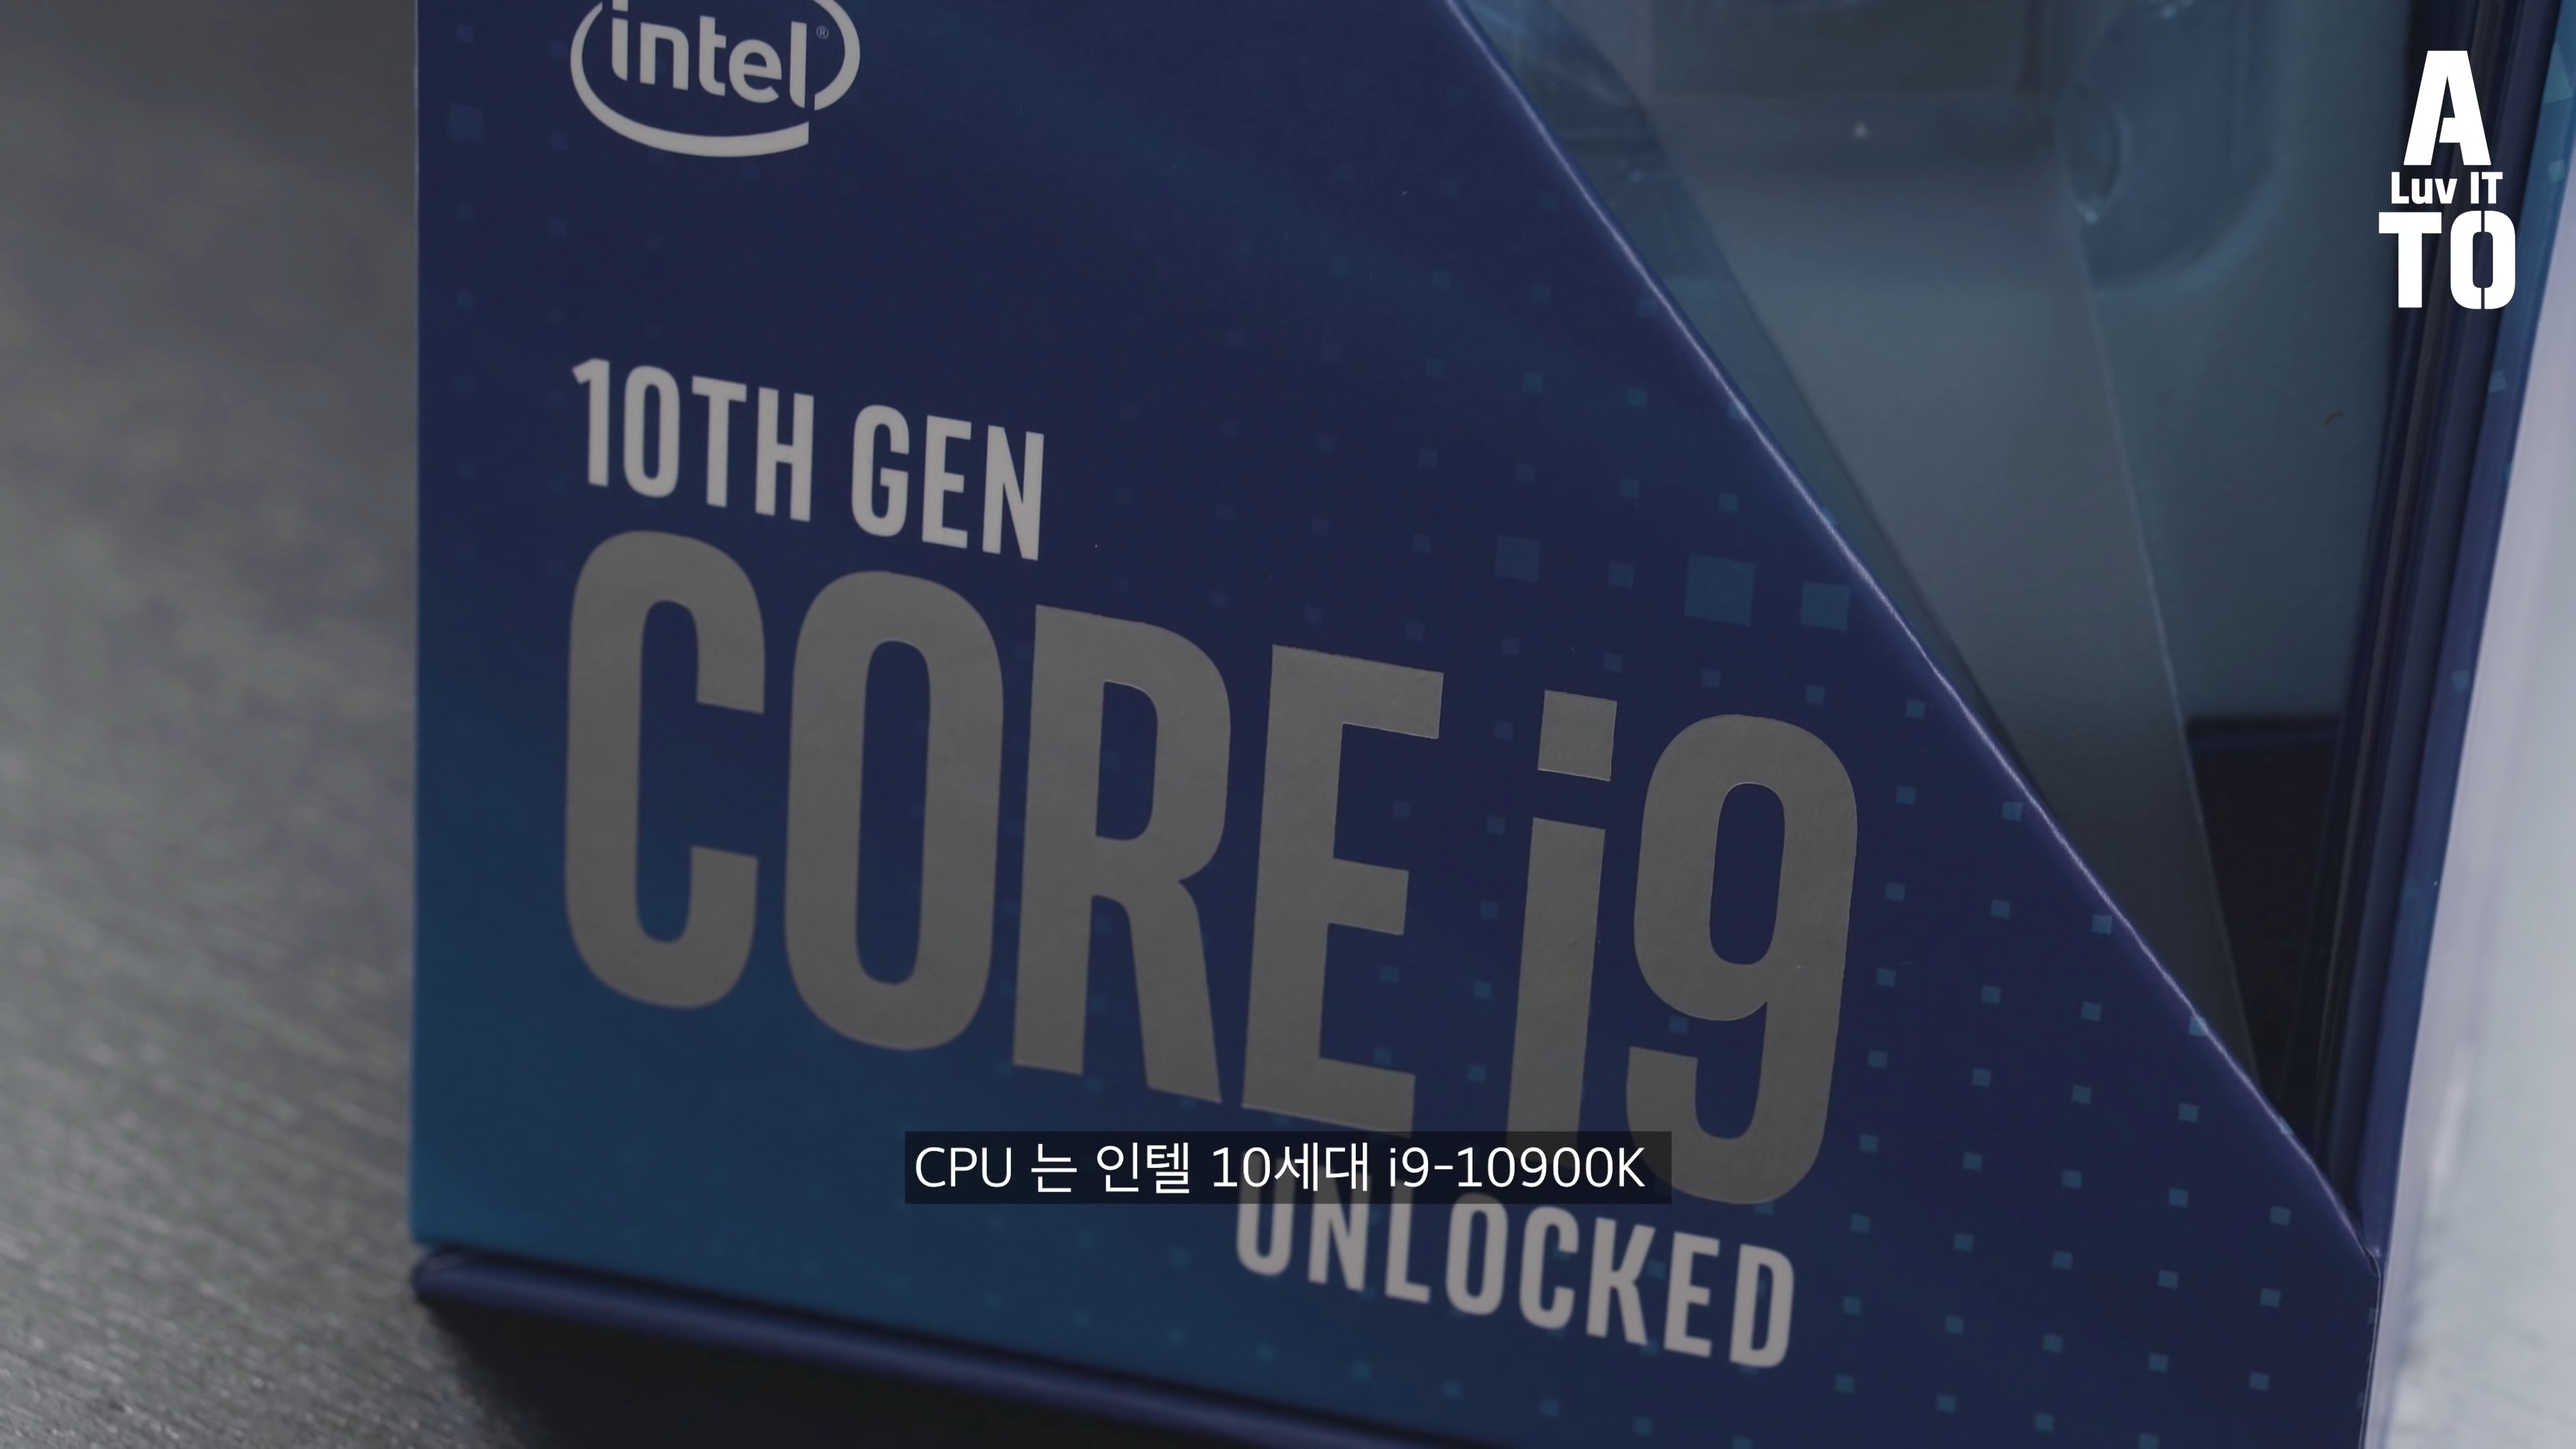 intel®
A
Luv IT
TO
10TH GEN
CORE i9
UNLOCKED
CPU 는 인텔 10세대 i9-10900K